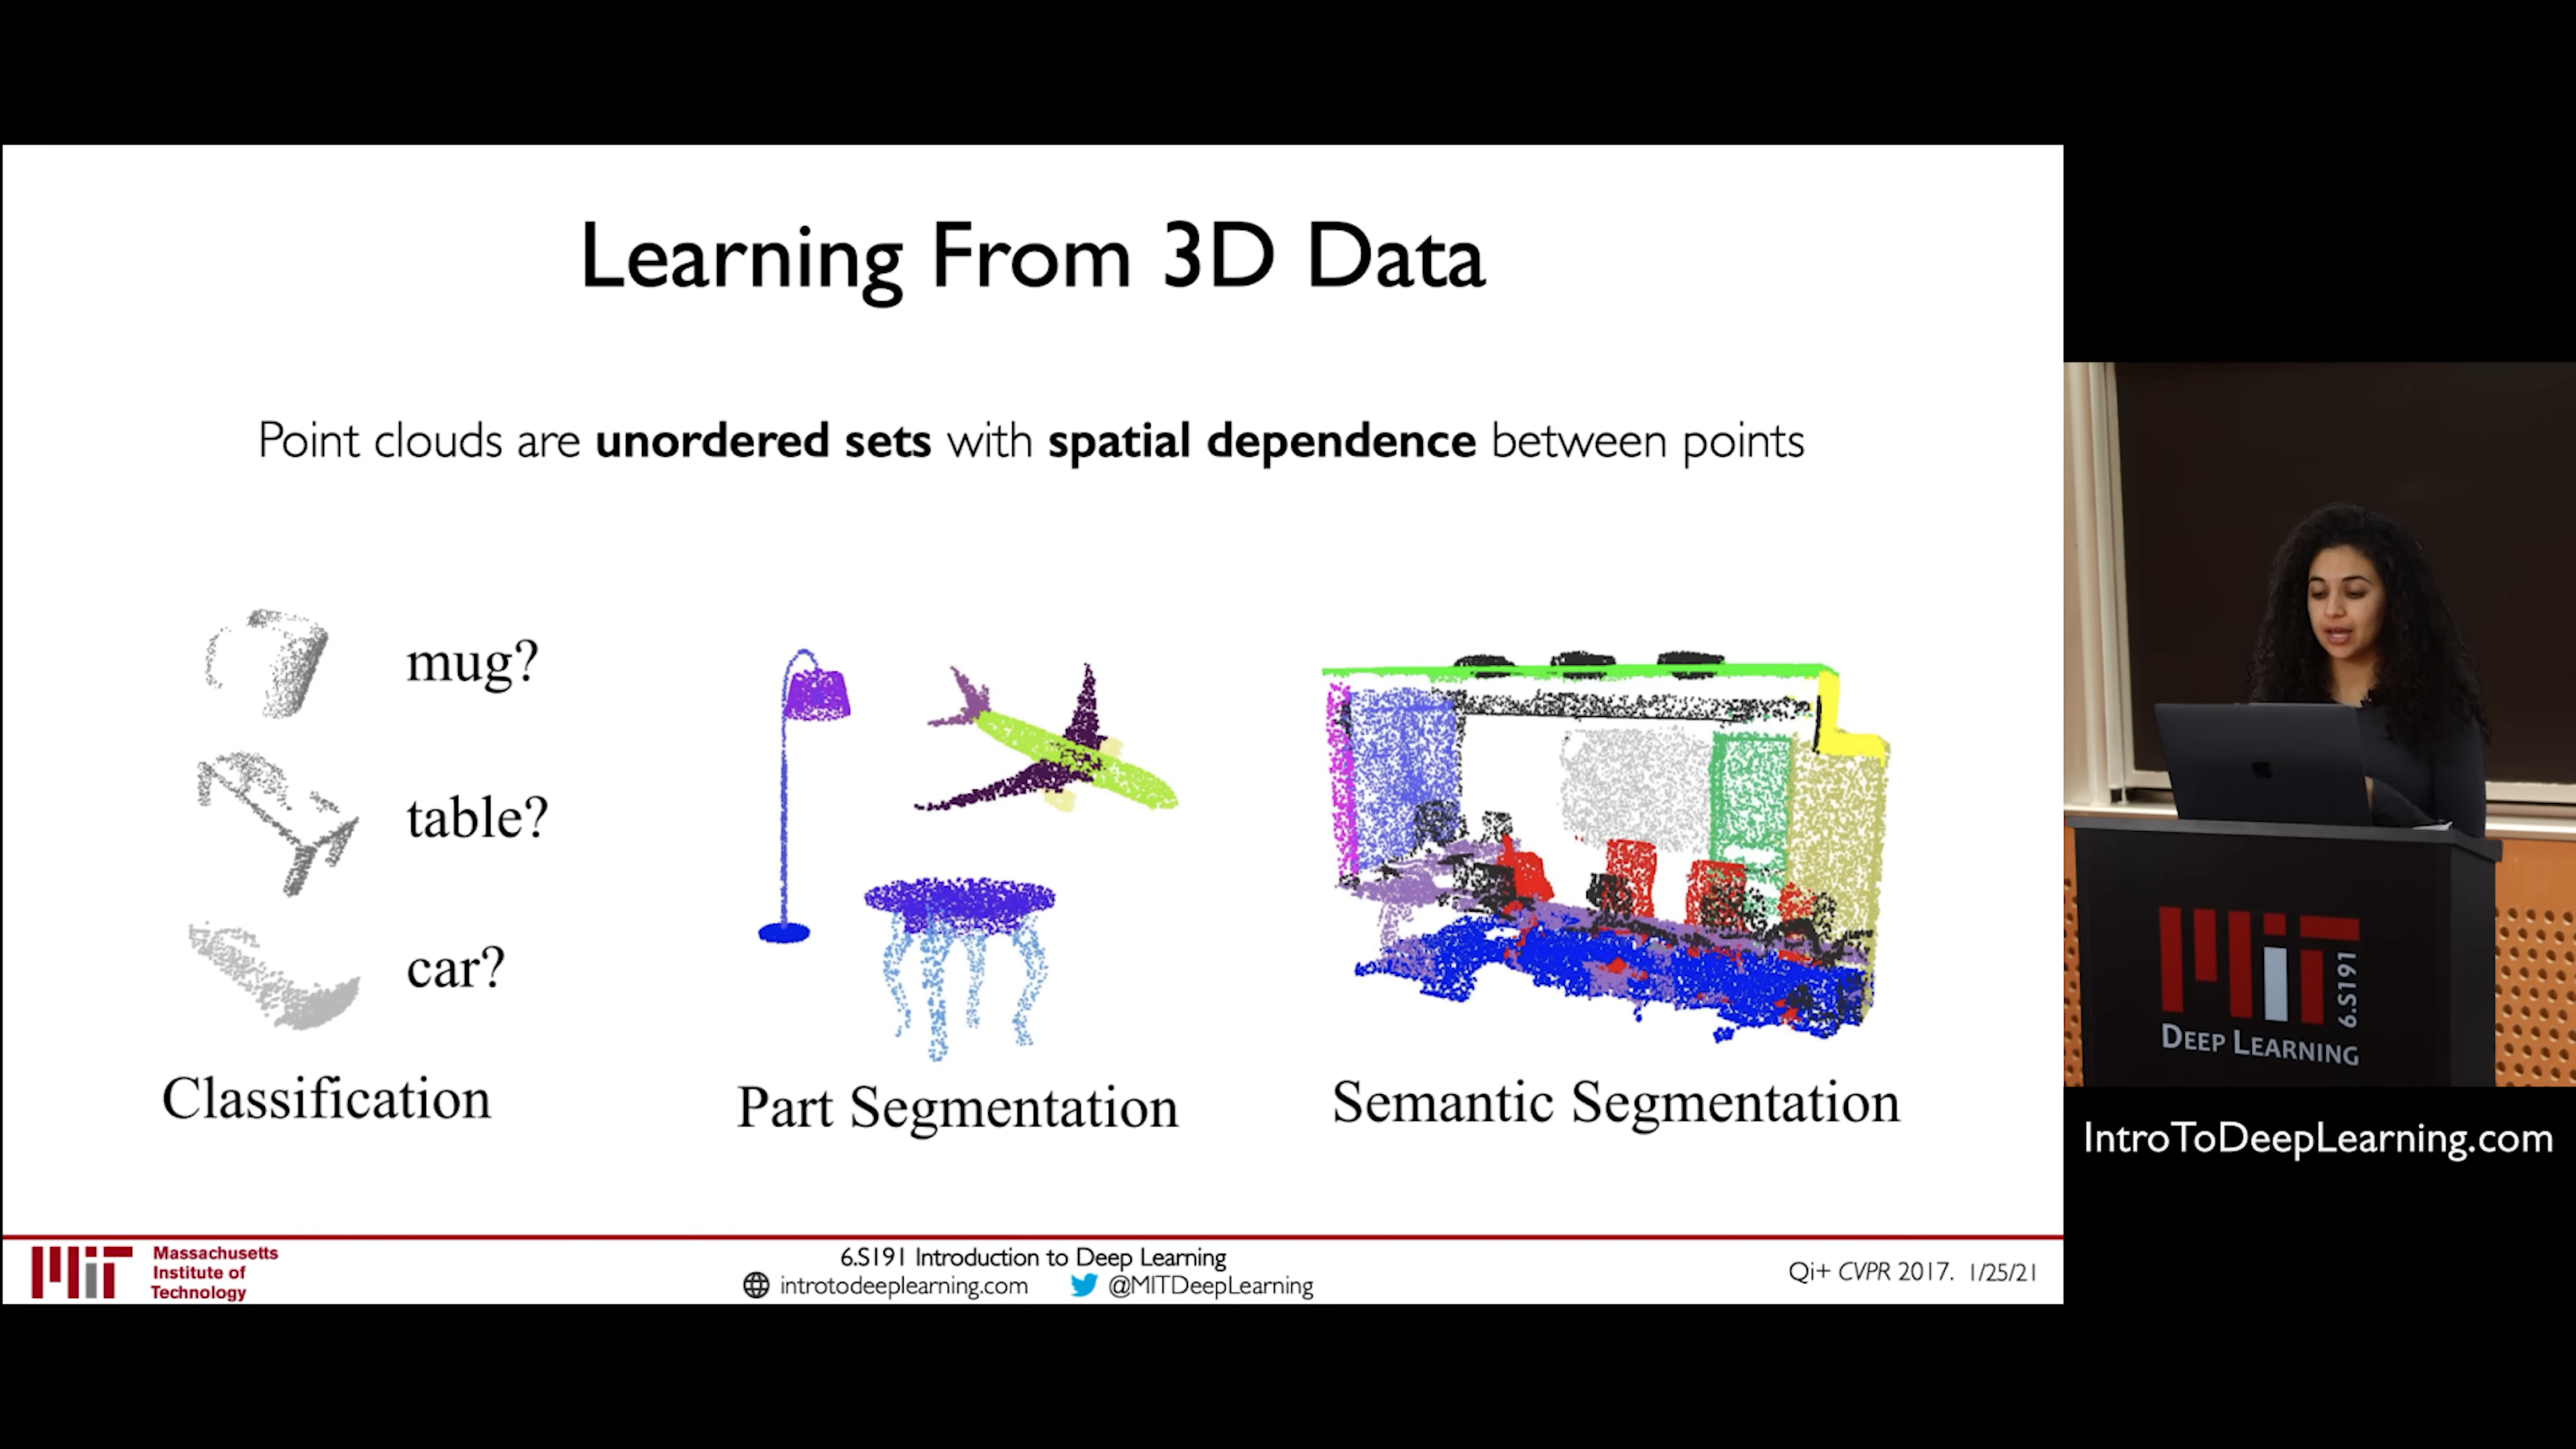 Learning From 3D Data
Point clouds are unordered sets with spatial dependence between points
mug?
table?
car?
Classification
Part Segmentation
Semantic Segmentation
Massachusetts
Institute of
Technology
6.S191 Introduction to Deep Learning
introtodeeplearning.com
@MITDeepLearning
Qi+ CVPR 2017. 1/25/21
MIT
6.S191
DEEP LEARNING
IntroToDeepLearning.com